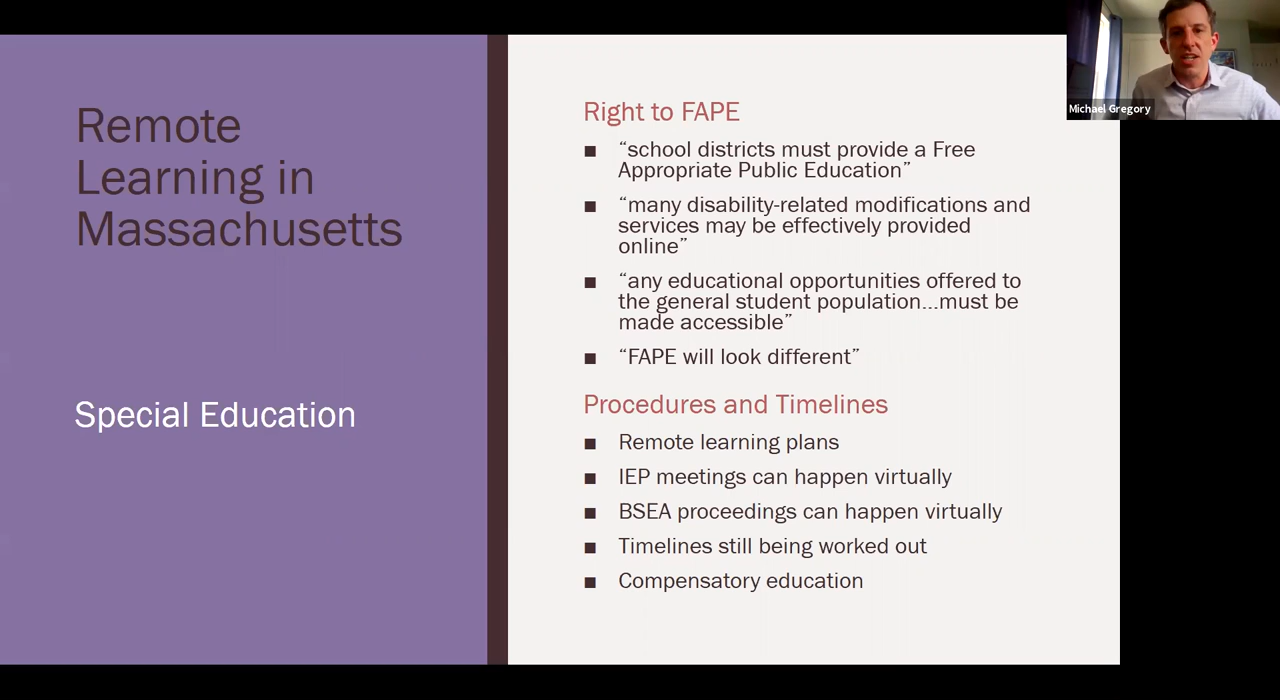 Remote
Learning in
Massachusetts
Special Education
Right to FAPE
■ “school districts must provide a Free
Appropriate Public Education”
■ “many disability-related modifications and
services may be effectively provided
online”
■ “any educational opportunities offered to
the general student population...must be
made accessible”
■ “FAPE will look different”
Procedures and Timelines
■ Remote learning plans
■ IEP meetings can happen virtually
■ BSEA proceedings can happen virtually
■ Timelines still being worked out
■ Compensatory education
Michael Gregory